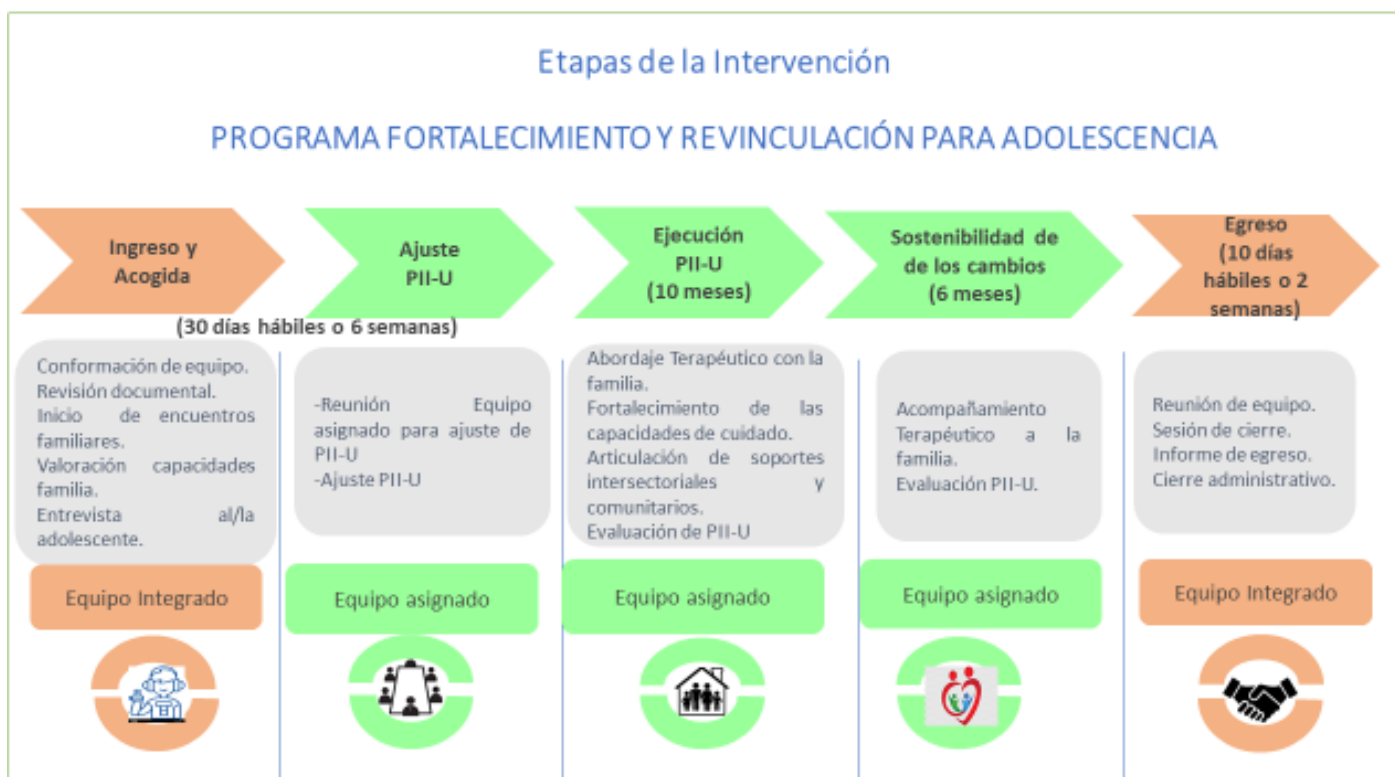 Etapas de la Intervención
PROGRAMA FORTALECIMIENTO Y REVINCULACIÓN PARA ADOLESCENCIA
Ingreso y
Acogida
Ajuste
PII-U
(30 días hábiles o 6 semanas)
Ejecución
PII-U
(10 meses)
Sostenibilidad de
de los cambios
(6 meses)
Egreso
(10 días
hábiles o 2
semanas)
Conformación de equipo.
Revisión documental.
Inicio de encuentros
familiares.
Valoración capacidades
familia.
Entrevista al/la
adolescente.
-Reunión Equipo
asignado para ajuste de
PII-U
-Ajuste PII-U
Abordaje Terapéutico con la
familia.
Fortalecimiento de las
capacidades de cuidado.
Articulación de soportes
intersectoriales y
comunitarios.
Evaluación de PII-U
Acompañamiento
Terapéutico a la
familia.
Evaluación PII-U.
Reunión de equipo.
Sesión de cierre.
Informe de egreso.
Cierre administrativo.
Equipo Integrado
Equipo asignado
Equipo asignado
Equipo asignado
Equipo Integrado